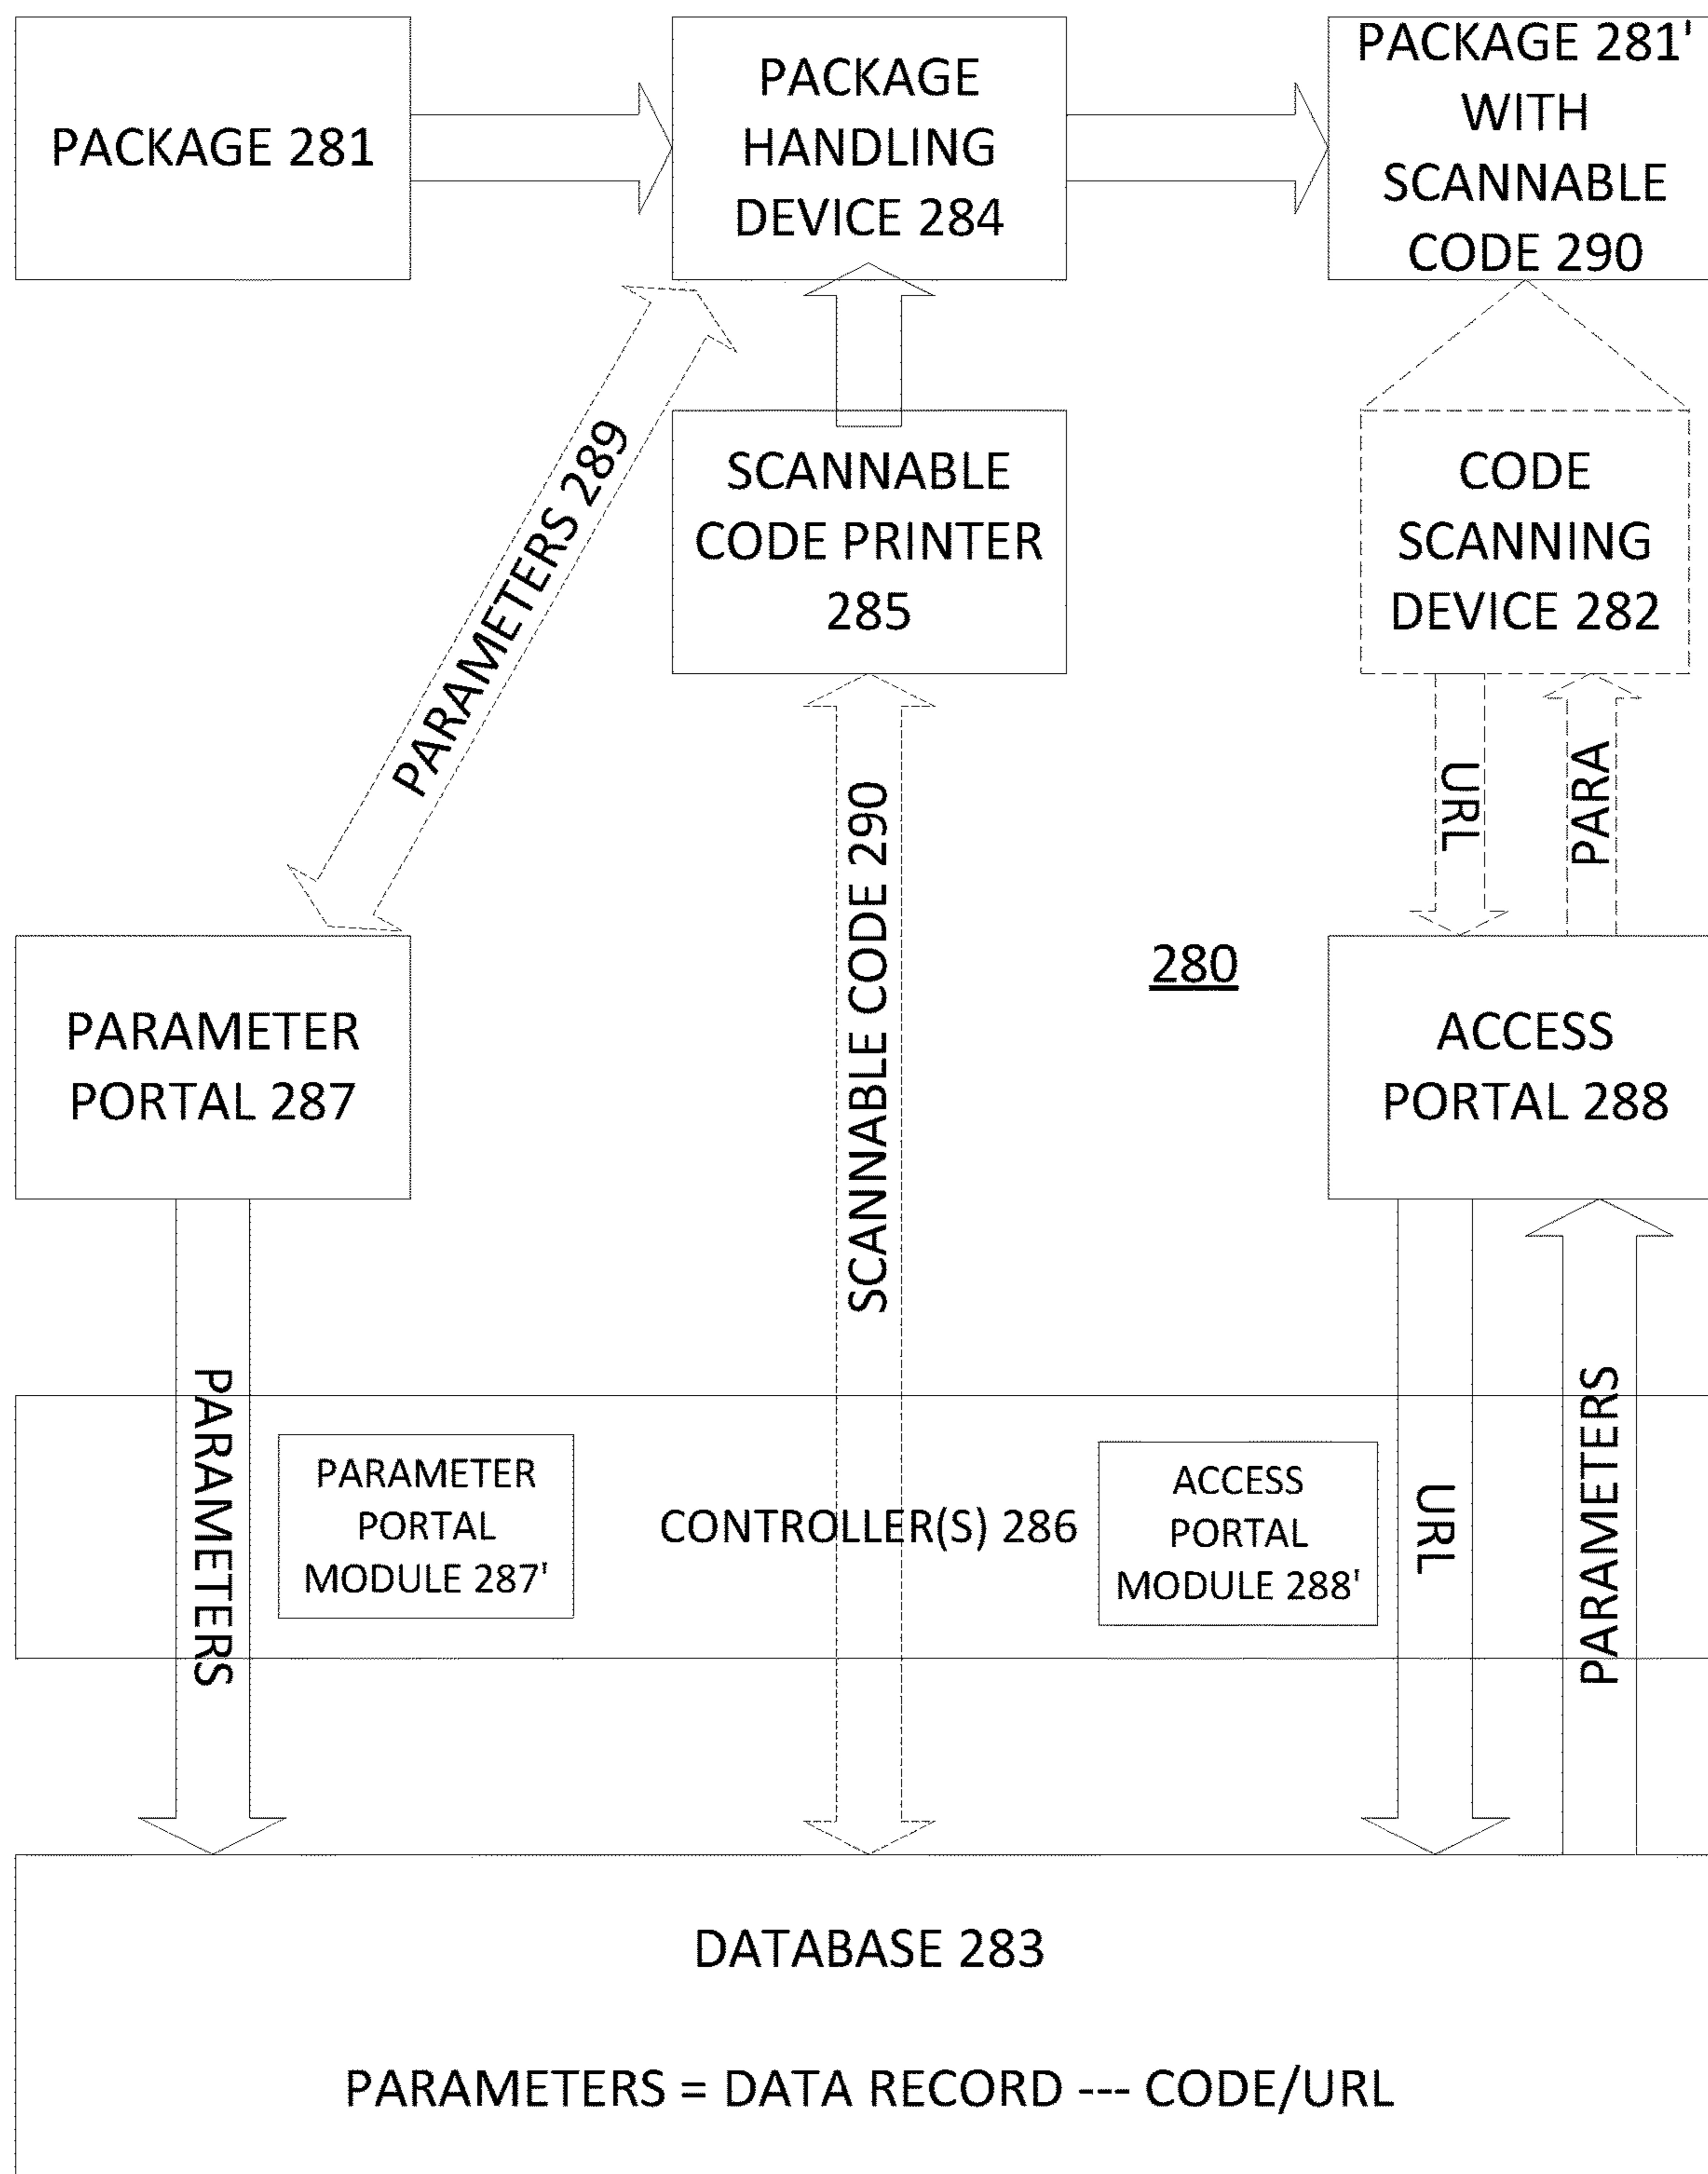 PACKAGE 281
PACKAGE
HANDLING
DEVICE 284
PACKAGE 281'
WITH
SCANNABLE
CODE 290
PARAMETERS 289
SCANNABLE
CODE PRINTER
285
CODE
SCANNING
DEVICE 282
URL
PARA
SCANNABLE CODE 290
280
PARAMETER
PORTAL 287
ACCESS
PORTAL 288
PARAMETERS
PARAMETER
PORTAL
MODULE 287'
CONTROLLER(S) 286
ACCESS
PORTAL
MODULE 288'
URL
PARAMETERS
DATABASE 283
PARAMETERS = DATA RECORD --- CODE/URL